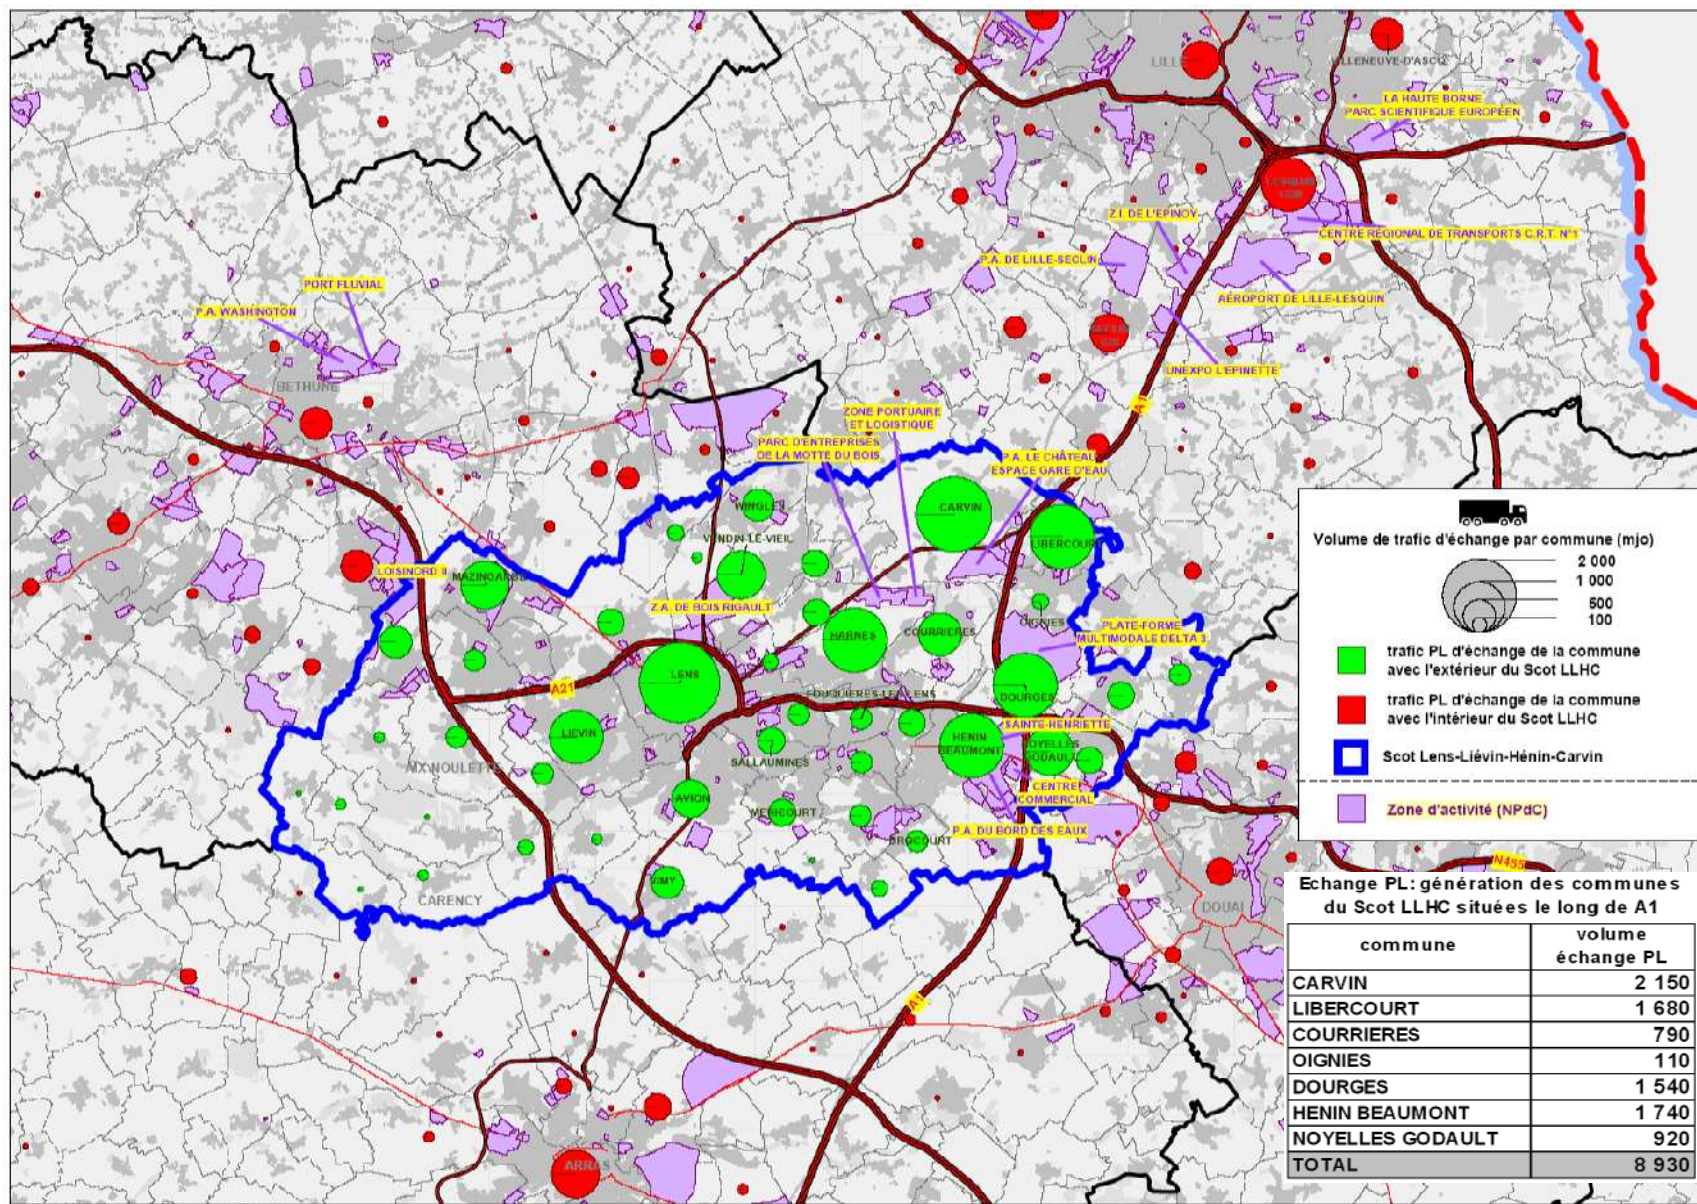 LILLE
VILLENEUVE-D'ASCQ
LA HAUTE BORNE
PARC SCIENTIFIQUE EUROPÉEN
Z.I. DE L'EPINOY
CENTRE RÉGIONAL DE TRANSPORTS C.R.T. N°1
P.A. DE LILLE-SECLIN
AÉROPORT DE LILLE-LESQUIN
PORT FLUVIAL
P.A. WASHINGTON
UNEXPO L'EPINETTE
BETHUNE
A1
ZONE PORTUAIRE
ET LOGISTIQUE
PARC D'ENTREPRISES
DE LA MOTTE DU BOIS
P.A. LE CHÂTEAU
ESPACE GARE D'EAU
WINGLES
CARVIN
VENDIN-LE-VIEIL
LIBERCOURT
LOISINORD II
MAZINGARBE
Z.A. DE BOIS RIGAULT
HARNES
COURRIERES
OIGNIES
PLATE-FORME
MULTIMODALE DELTA 3
LENS
A21
FOUQUIERES-LES-LENS
DOURGES
SAINTE-HENRIETTE
LIEVIN
HENIN
BEAUMONT
NOYELLES
GODAULT
SALLAUMINES
AIX NOULETTE
CENTRE
COMMERCIAL
AVION
MERICOURT
P.A. DU BORD DES EAUX
DROCOURT
VIMY
CARENCY
DOUAI
N455
A1
ARRAS
Volume de trafic d'échange par commune (mjo)
2 000
1 000
500
100
trafic PL d'échange de la commune
avec l'extérieur du Scot LLHC
trafic PL d'échange de la commune
avec l'intérieur du Scot LLHC
Scot Lens-Liévin-Hénin-Carvin
Zone d'activité (NPdC)
Echange PL: génération des communes
du Scot LLHC situées le long de A1
commune volume échange PL
CARVIN 2 150
LIBERCOURT 1 680
COURRIERES 790
OIGNIES 110
DOURGES 1 540
HENIN BEAUMONT 1 740
NOYELLES GODAULT 920
TOTAL 8 930